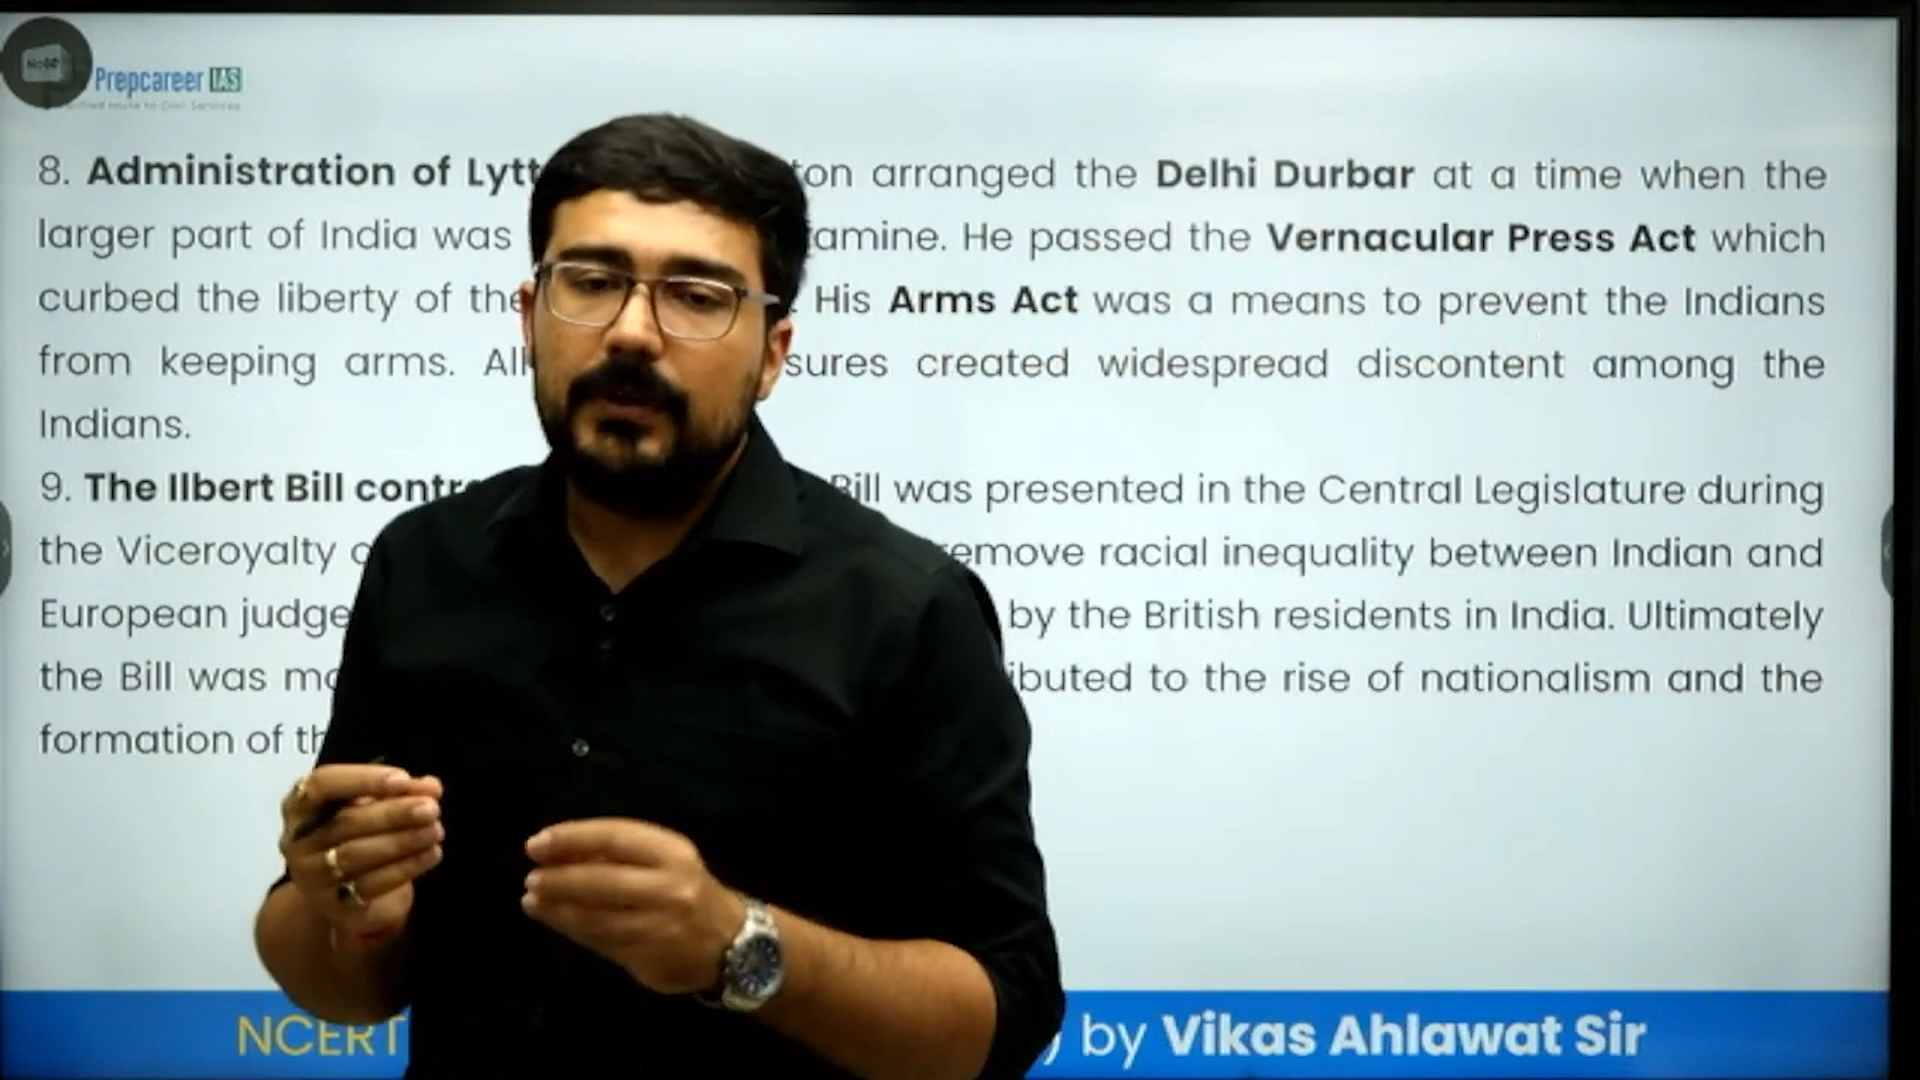 Prepcareer IAS
8. Administration of Lytt on arranged the Delhi Durbar at a time when the
larger part of India was famine. He passed the Vernacular Press Act which
curbed the liberty of the His Arms Act was a means to prevent the Indians
from keeping arms. All sures created widespread discontent among the
Indians.
9. The Ilbert Bill contr Bill was presented in the Central Legislature during
the Viceroyalty remove racial inequality between Indian and
European judge by the British residents in India. Ultimately
the Bill was ibuted to the rise of nationalism and the
formation of th
NCERT by Vikas Ahlawat Sir